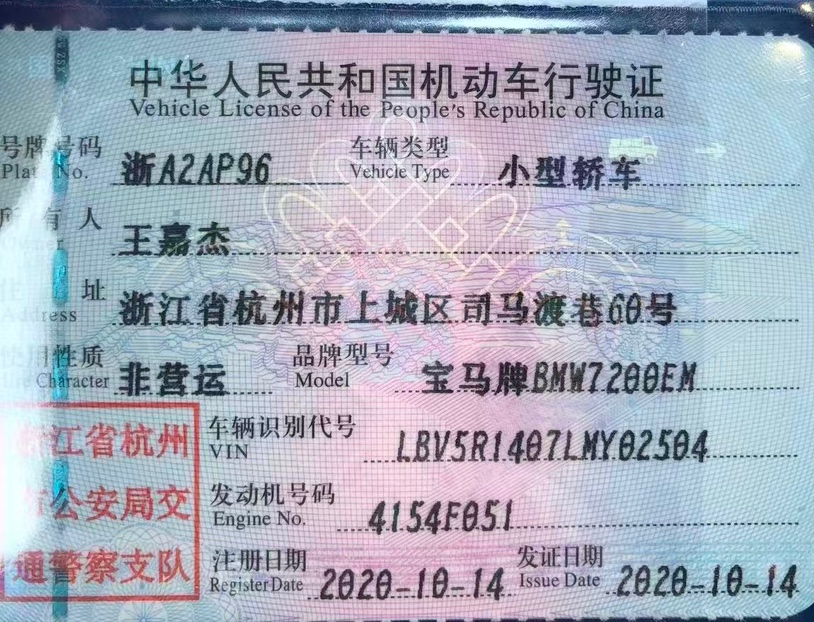 中华人民共和国机动车行驶证
Vehicle License of the People's Republic of China
号牌号码 浙A2AP96 车辆类型 小型轿车
Plate No. Vehicle Type
所有人 王嘉杰
Owner
住址 浙江省杭州市上城区司马渡巷60号
Address
使用性质 非营运 品牌型号 宝马牌BMW7200EM
Use Character Model
浙江省杭州
市公安局交
通警察支队
车辆识别代号 LBV5R1407LMY02504
VIN
发动机号码 4154F051
Engine No.
注册日期 2020-10-14 发证日期 2020-10-14
Register Date Issue Date